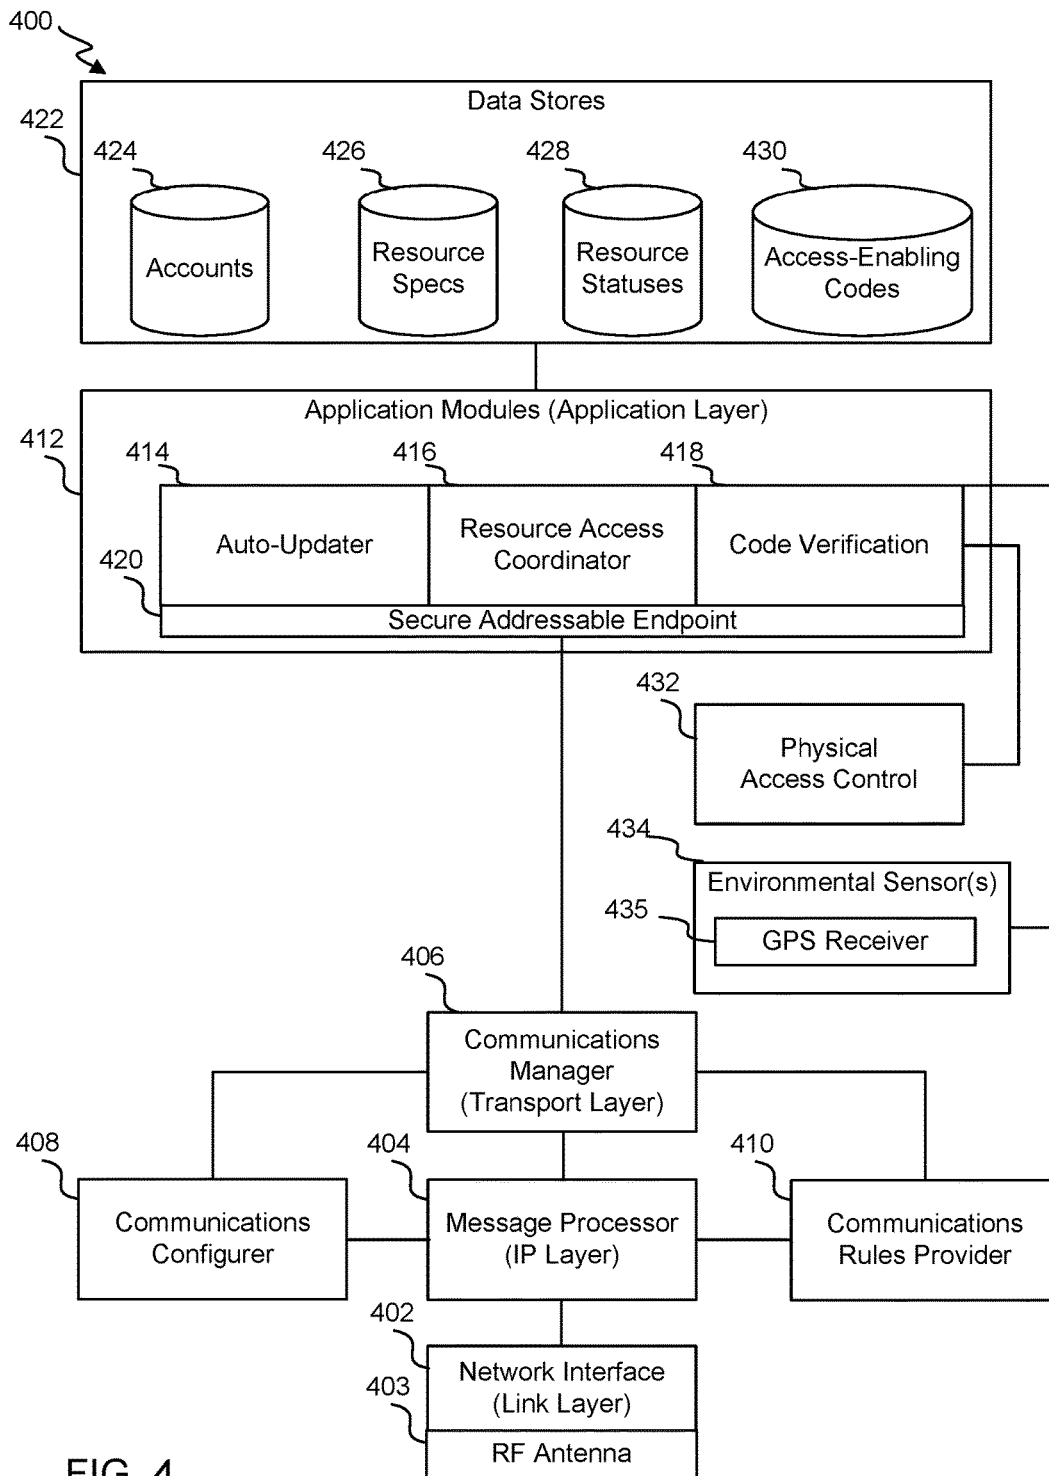 400
Data Stores
422
424
426
428
430
Accounts
Resource
Specs
Resource
Statuses
Access-Enabling
Codes
Application Modules (Application Layer)
412
414
416
418
Auto-Updater
Resource Access
Coordinator
Code Verification
420
Secure Addressable Endpoint
432
Physical
Access Control
434
Environmental Sensor(s)
435
GPS Receiver
406
Communications
Manager
(Transport Layer)
408
404
410
Communications
Configurer
Message Processor
(IP Layer)
Communications
Rules Provider
402
Network Interface
(Link Layer)
403
RF Antenna
FIG. 4